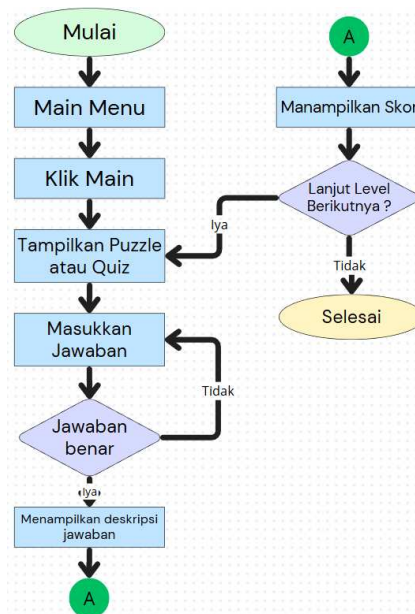 Mulai
Main Menu
Klik Main
Tampilkan Puzzle
atau Quiz
Masukkan
Jawaban
Tidak
Jawaban
benar
Iya
Menampilkan deskripsi
jawaban
A
A
Manampilkan Skor
Lanjut Level
Berikutnya ?
Iya
Tidak
Selesai